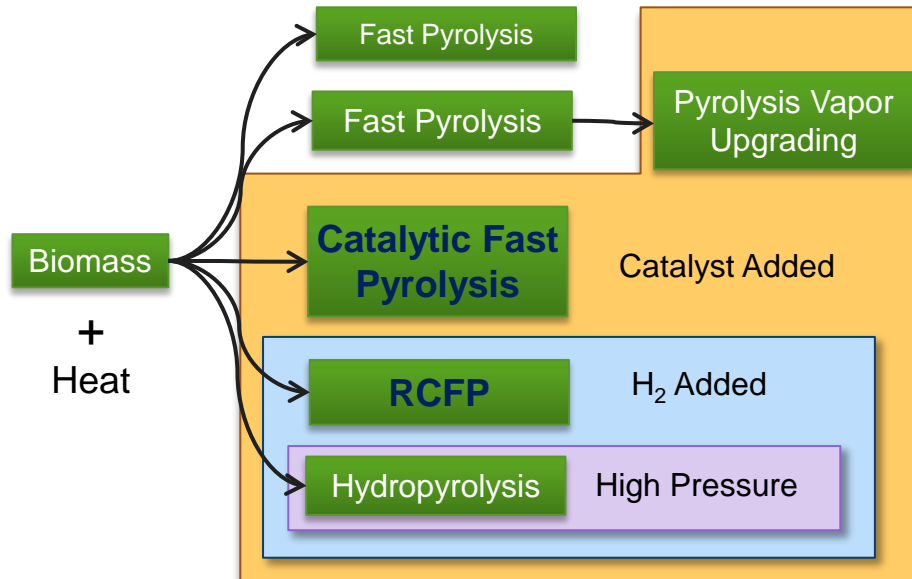 Fast Pyrolysis
Fast Pyrolysis
Pyrolysis Vapor
Upgrading
Biomass
+
Heat
Catalytic Fast
Pyrolysis
Catalyst Added
RCFP
H₂ Added
Hydropyrolysis
High Pressure